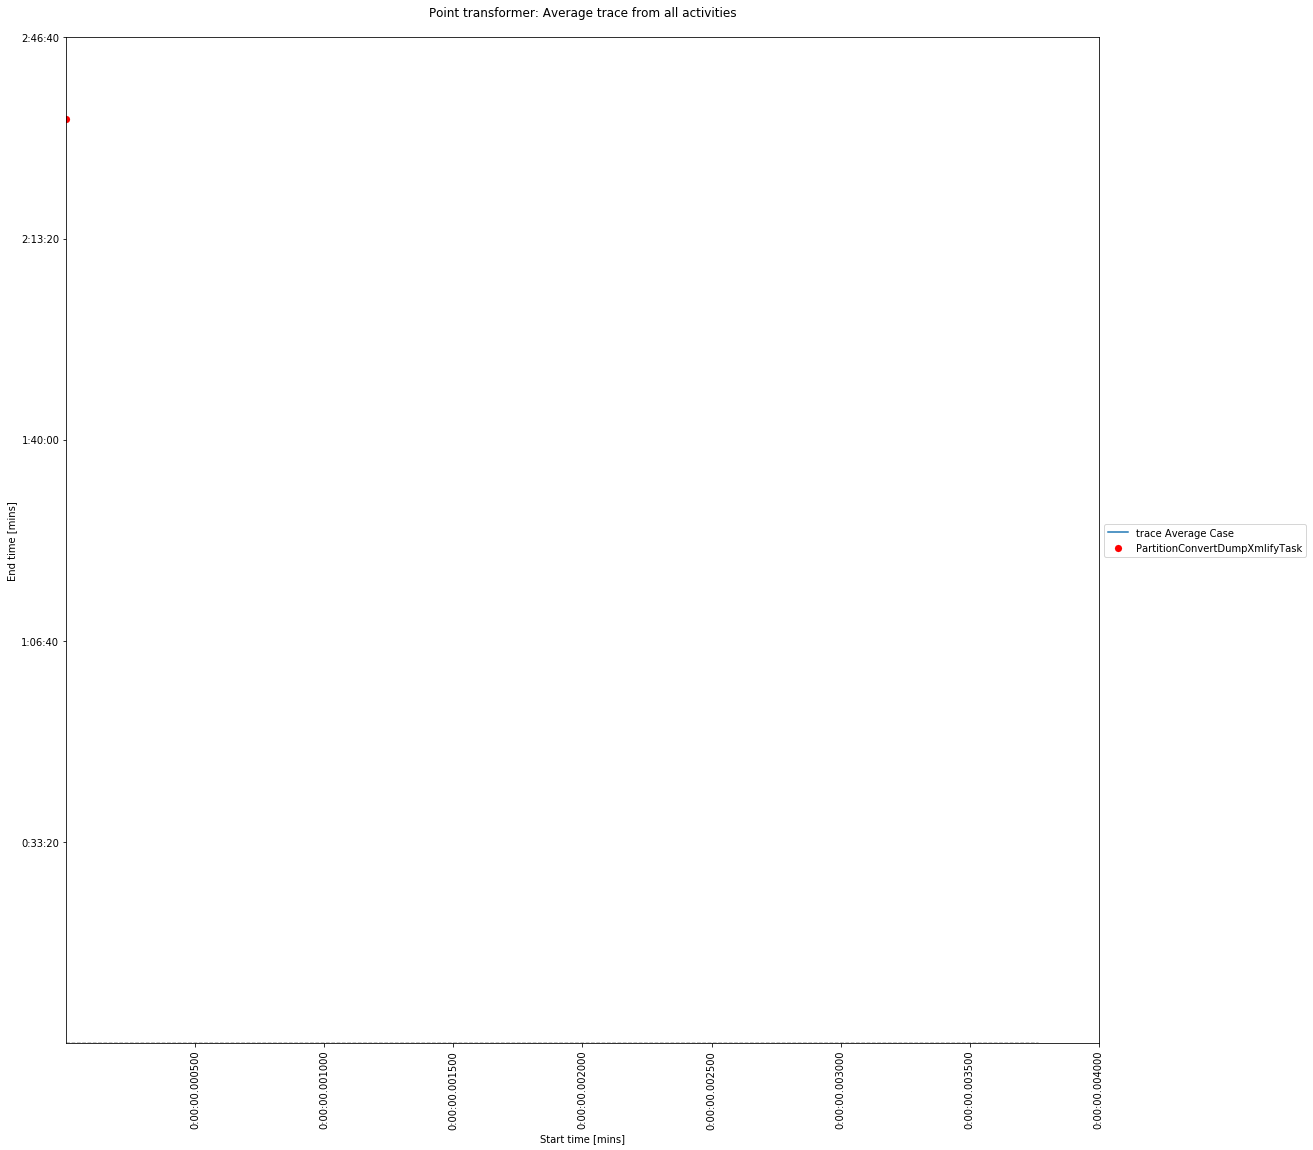 Point transformer: Average trace from all activities
2:46:40
2:13:20
1:40:00
1:06:40
0:33:20
End time [mins]
trace Average Case
PartitionConvertDumpXmlifyTask
0:00:00.000500
0:00:00.001000
0:00:00.001500
0:00:00.002000
0:00:00.002500
0:00:00.003000
0:00:00.003500
0:00:00.004000
Start time [mins]